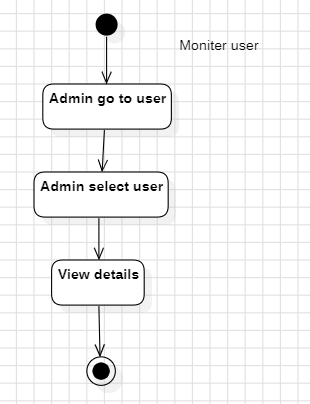 Moniter user
Admin go to user
Admin select user
View details